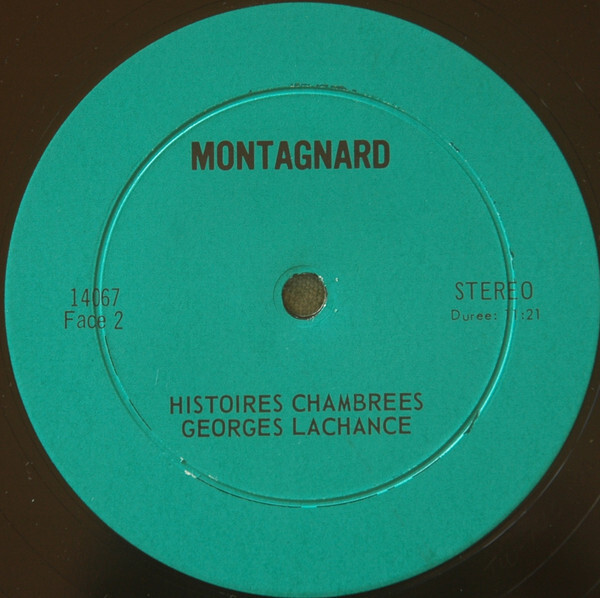 MONTAGNARD
14067
Face 2
STEREO
Duree: 11:21
HISTOIRES CHAMBREES
GEORGES LACHANCE